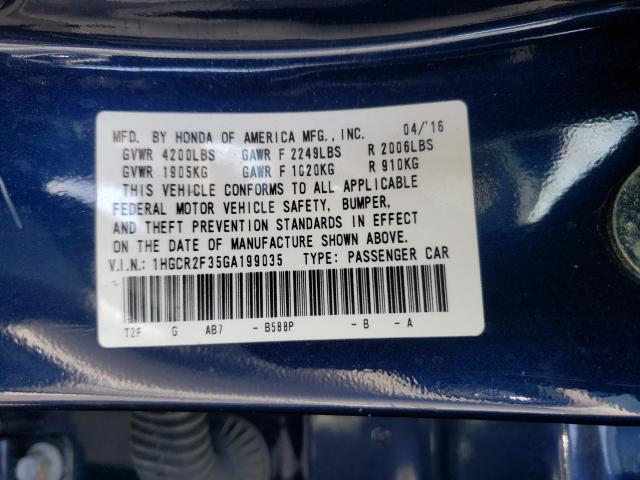 MFD. BY HONDA OF AMERICA MFG., INC. 04/'16
GVWR 4200LBS GAWR F 2249LBS R 2006LBS
GVWR 1905KG GAWR F 1020KG R 910KG
THIS VEHICLE CONFORMS TO ALL APPLICABLE
FEDERAL MOTOR VEHICLE SAFETY, BUMPER,
AND THEFT PREVENTION STANDARDS IN EFFECT
ON THE DATE OF MANUFACTURE SHOWN ABOVE.
V.I.N.: 1HGCR2F35GA199035 TYPE: PASSENGER CAR
T2F G AB7 - B588P - B - A